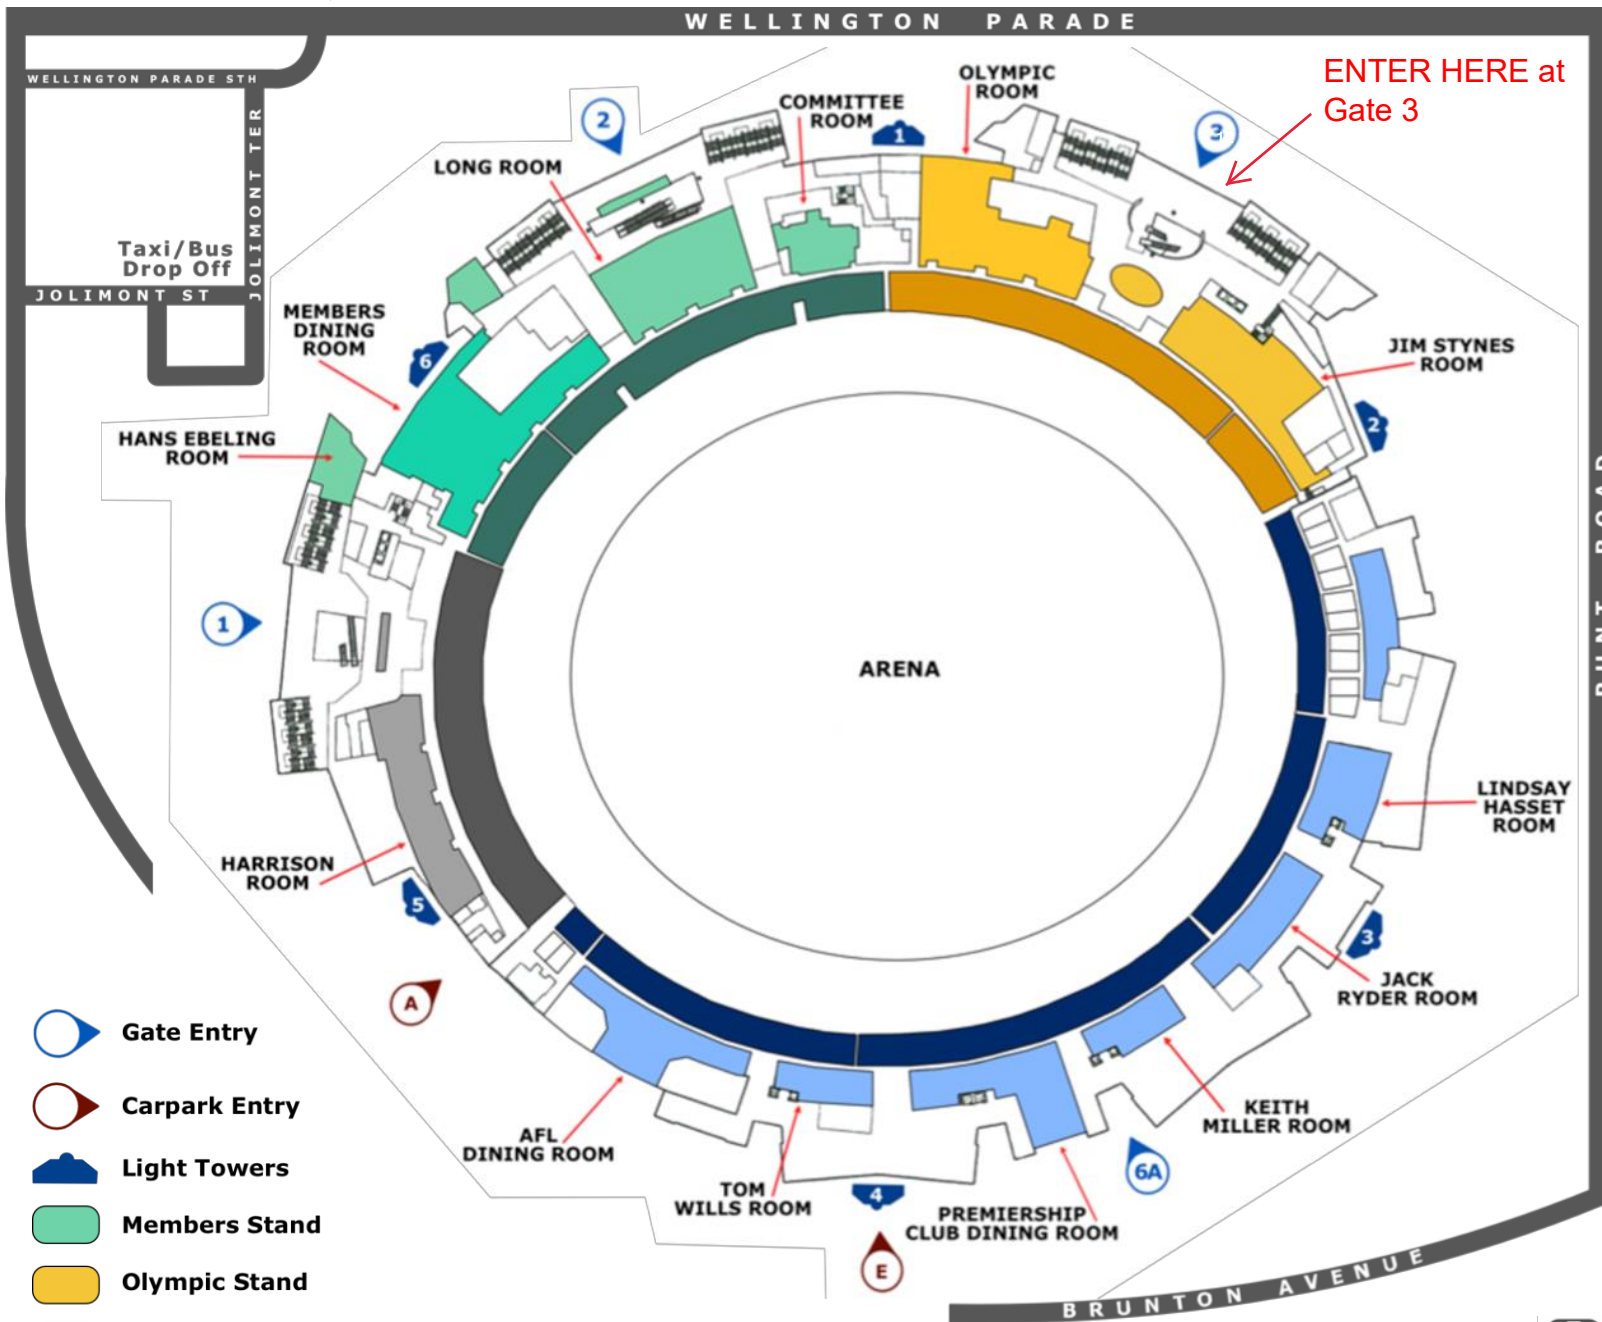 WELLINGTON PARADE
WELLINGTON PARADE STH
JOLIMONT TER
Taxi/Bus
Drop Off
JOLIMONT ST
ENTER HERE at
Gate 3
OLYMPIC
ROOM
COMMITTEE
ROOM
LONG ROOM
2
1
3
MEMBERS
DINING
ROOM
6
JIM STYNES
ROOM
2
HANS EBELING
ROOM
1
ARENA
LINDSAY
HASSET
ROOM
HARRISON
ROOM
5
3
JACK
RYDER ROOM
A
KEITH
MILLER ROOM
AFL
DINING ROOM
TOM
WILLS ROOM
4
PREMIERSHIP
CLUB DINING ROOM
6A
E
BRUNTON AVENUE
Gate Entry
Carpark Entry
Light Towers
Members Stand
Olympic Stand